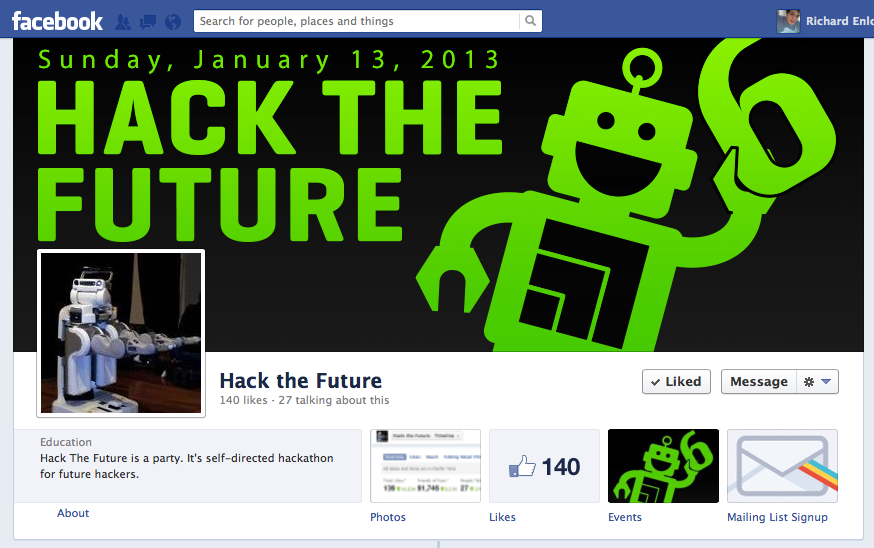 facebook
Search for people, places and things
Richard Enlo
Sunday, January 13, 2013
HACK THE
FUTURE
6
Hack the Future
140 likes · 27 talking about this
✓ Liked
Message
Education
Hack The Future is a party. It's self-directed hackathon
for future hackers.
About
140
Photos
Likes
Events
Mailing List Signup